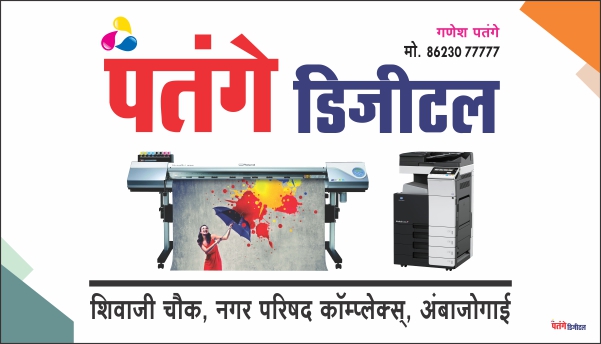 गणेश पतंगे
मो. 86230 77777
पतंगे डिजीटल
शिवाजी चौक, नगर परिषद कॉम्प्लेक्स्, अंबाजोगाई
पतंगे डिजीटल